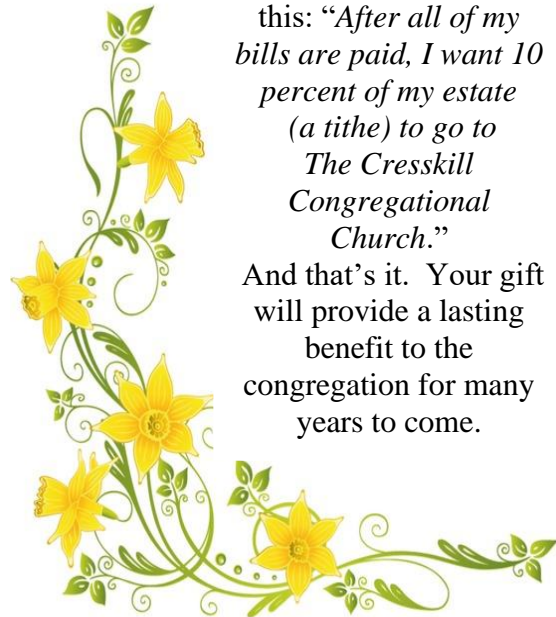 this: “After all of my
bills are paid, I want 10
percent of my estate
(a tithe) to go to
The Cresskill
Congregational
Church.”
And that’s it.  Your gift
will provide a lasting
benefit to the
congregation for many
years to come.